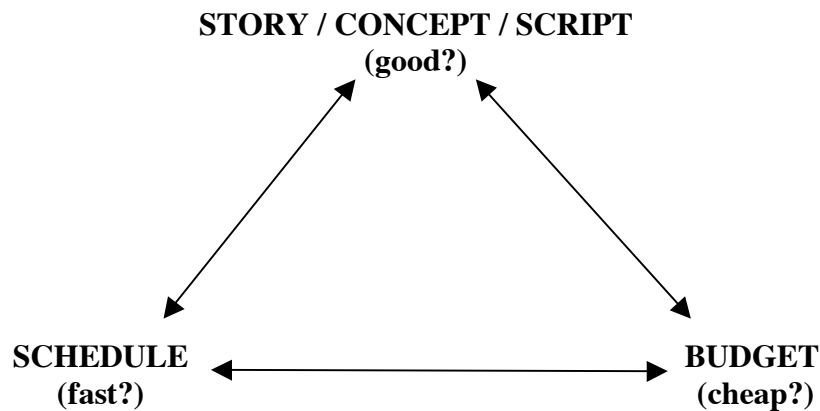 STORY / CONCEPT / SCRIPT
(good?)
SCHEDULE
(fast?)
BUDGET
(cheap?)